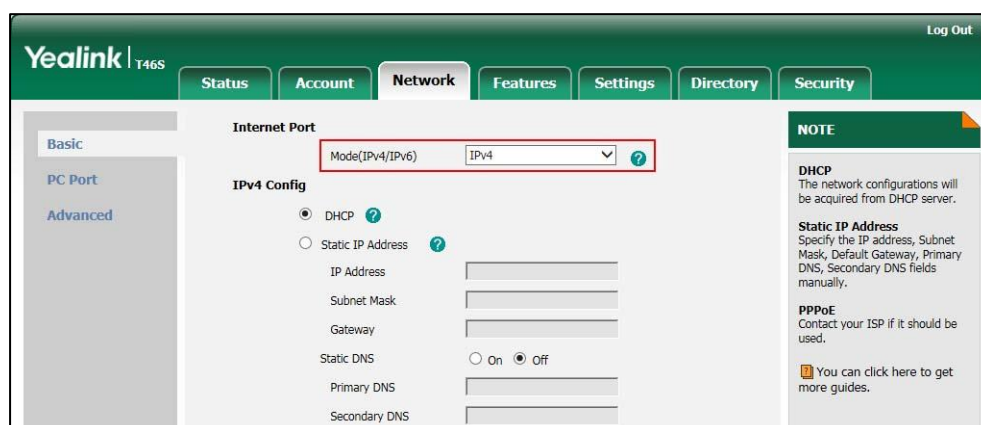 Log Out
Yealink T46S
Status Account Network Features Settings Directory Security
Basic
PC Port
Advanced
Internet Port
Mode(IPv4/IPv6) IPv4 ?
IPv4 Config
DHCP ?
Static IP Address ?
IP Address
Subnet Mask
Gateway
Static DNS On Off
Primary DNS
Secondary DNS
NOTE
DHCP
The network configurations will
be acquired from DHCP server.
Static IP Address
Specify the IP address, Subnet
Mask, Default Gateway, Primary
DNS, Secondary DNS fields
manually.
PPPoE
Contact your ISP if it should be
used.
? You can click here to get
more guides.